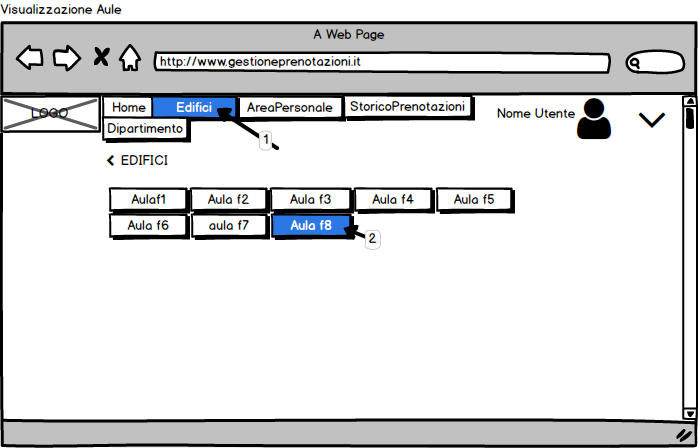 Visualizzazione Aule
A Web Page
http://www.gestioneprenotazioni.it
LOGO
Home Edifici AreaPersonale StoricoPrenotazioni Nome Utente
Dipartimento
1
EDIFICI
Aulaf1 Aula f2 Aula f3 Aula f4 Aula f5
Aula f6 aula f7 Aula f8
2